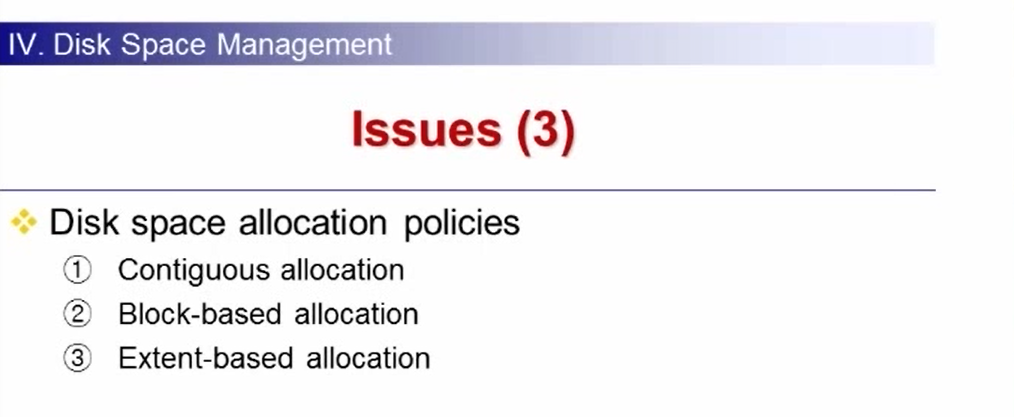 IV. Disk Space Management
Issues (3)
Disk space allocation policies
① Contiguous allocation
② Block-based allocation
③ Extent-based allocation